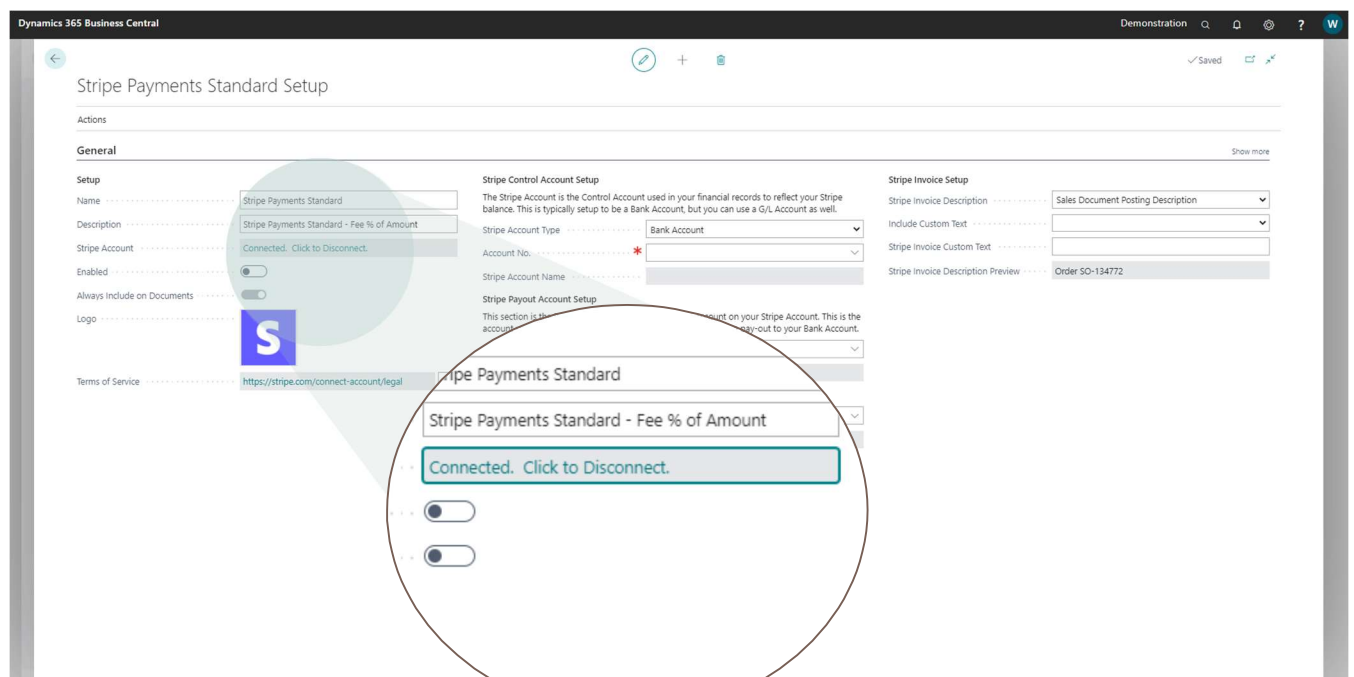 Dynamics 365 Business Central
Demonstration
?
W
Saved
Stripe Payments Standard Setup
Actions
General
Show more
Setup
Name
Stripe Payments Standard
Description
Stripe Payments Standard - Fee % of Amount
Stripe Account
Connected. Click to Disconnect.
Enabled
Always Include on Documents
Logo
S
Terms of Service
https://stripe.com/connect-account/legal
Stripe Control Account Setup
The Stripe Account is the Control Account used in your financial records to reflect your Stripe
balance. This is typically setup to be a Bank Account, but you can use a G/L Account as well.
Stripe Account Type
Bank Account
Account No.
*
Stripe Account Name
Stripe Payout Account Setup
This section is the
ount on your Stripe Account. This is the
account
pay-out to your Bank Account.
Stripe Invoice Setup
Stripe Invoice Description
Sales Document Posting Description
Include Custom Text
Stripe Invoice Custom Text
Stripe Invoice Description Preview
Order SO-134772
ripe Payments Standard
Stripe Payments Standard - Fee % of Amount
Connected. Click to Disconnect.